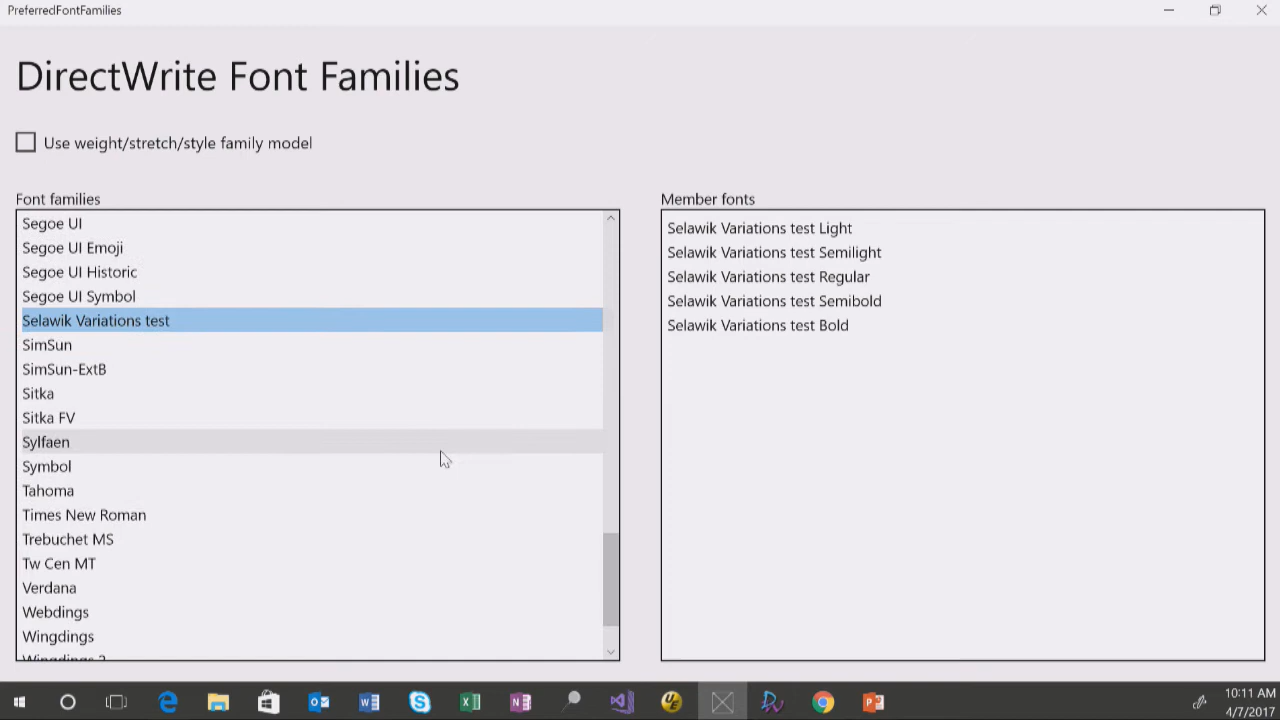 PreferredFontFamilies
DirectWrite Font Families
Use weight/stretch/style family model
Font families
Segoe UI
Segoe UI Emoji
Segoe UI Historic
Segoe UI Symbol
Selawik Variations test
SimSun
SimSun-ExtB
Sitka
Sitka FV
Sylfaen
Symbol
Tahoma
Times New Roman
Trebuchet MS
Tw Cen MT
Verdana
Webdings
Wingdings
Wingdings 2
Member fonts
Selawik Variations test Light
Selawik Variations test Semilight
Selawik Variations test Regular
Selawik Variations test Semibold
Selawik Variations test Bold
10:11 AM
4/7/2017